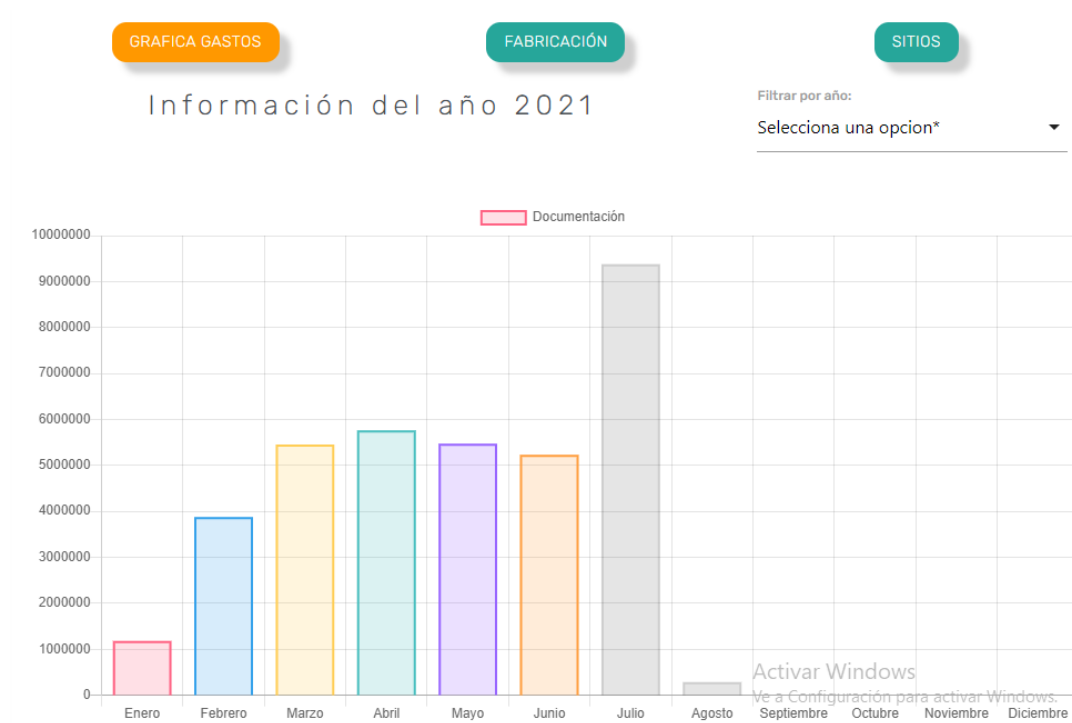 GRAFICA GASTOS
FABRICACIÓN
SITIOS
Información del año 2021
Filtrar por año:
Selecciona una opcion*
Documentación
10000000
9000000
8000000
7000000
6000000
5000000
4000000
3000000
2000000
1000000
0
Enero Febrero Marzo Abril Mayo Junio Julio Agosto Septiembre Octubre Noviembre Diciembre
Activar Windows
Ve a Configuración para activar Windows.